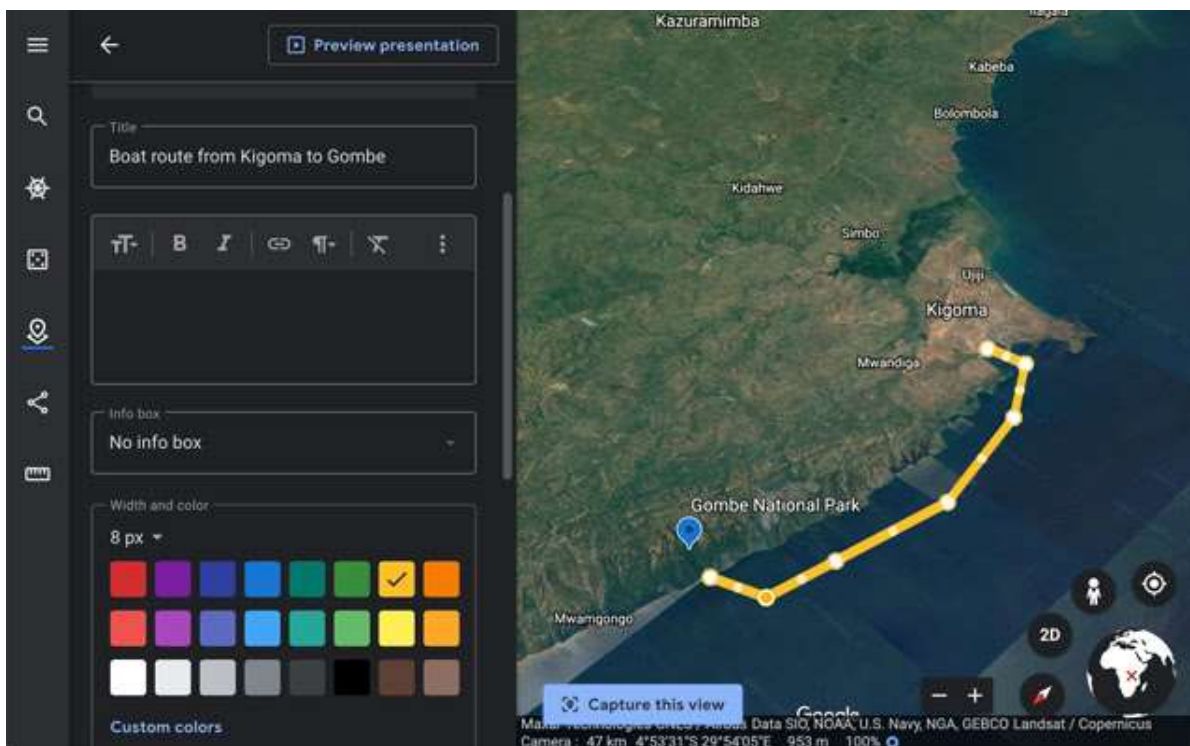 Preview presentation
Title
Boat route from Kigoma to Gombe
B I
Info box
No info box
Width and color
8 px
Custom colors
Kazuramimba
Kabeba
Bolombola
Kidahwe
Simbo
Ujiji
Kigoma
Mwandiga
Gombe National Park
Mwamgongo
2D
Capture this view
Google
Data SIO, NOAA, U.S. Navy, NGA, GEBCO Landsat / Copernicus
Camera : 47 km 4°53'31"S 29°54'05"E 953 m 100%